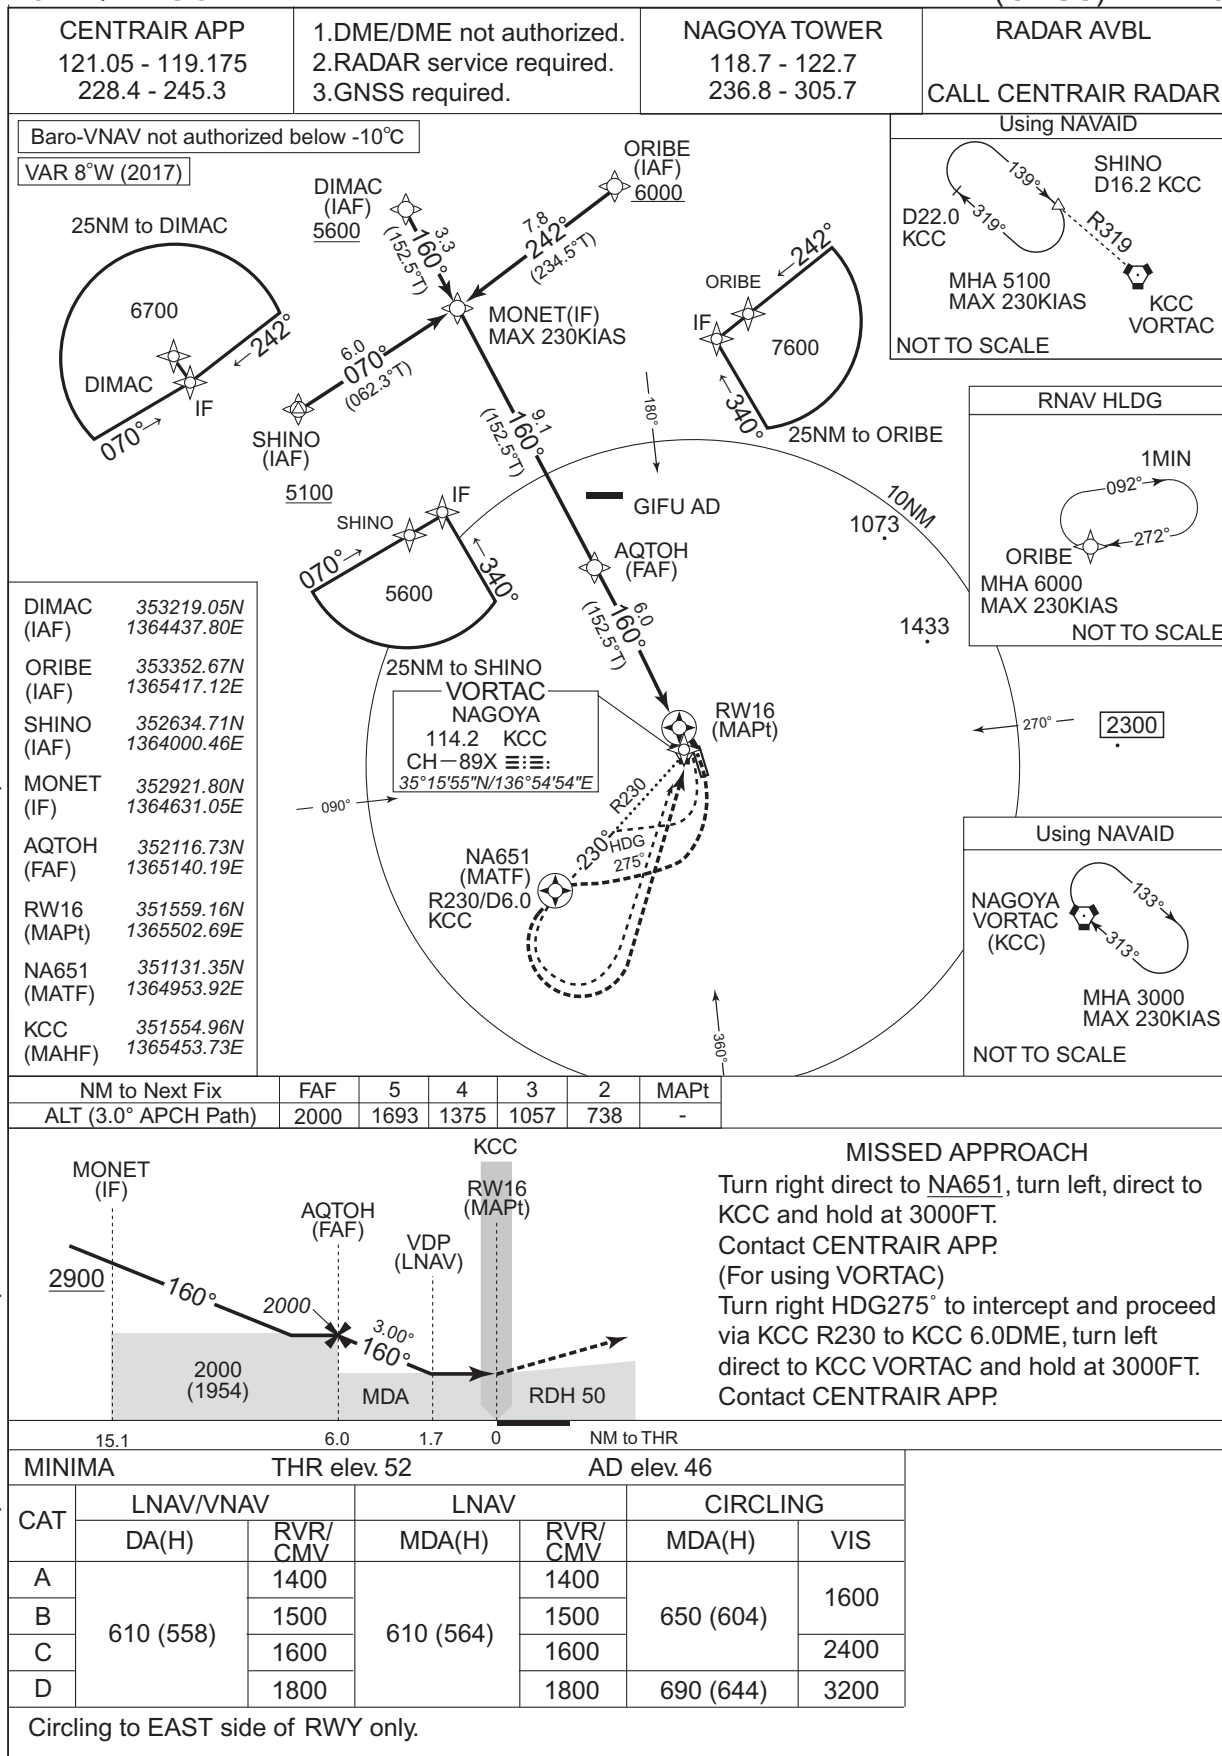 CENTRAIR APP
121.05 - 119.175
228.4 - 245.3
1.DME/DME not authorized.
2.RADAR service required.
3.GNSS required.
NAGOYA TOWER
118.7 - 122.7
236.8 - 305.7
RADAR AVBL
CALL CENTRAIR RADAR
Baro-VNAV not authorized below -10°C
VAR 8°W (2017)
25NM to DIMAC
6700
DIMAC
IF
←242°
070°→
DIMAC
(IAF)
5600
3.3
160°
(152.5°T)
ORIBE
(IAF)
6000
7.8
242°
(234.5°T)
MONET(IF)
MAX 230KIAS
6.0
070°
(062.3°T)
SHINO
(IAF)
5100
9.1
160°
(152.5°T)
←242°
ORIBE
IF
7600
←340°
25NM to ORIBE
Using NAVAID
139°
319°
SHINO
D16.2 KCC
D22.0
KCC
R319
MHA 5100
MAX 230KIAS
KCC
VORTAC
NOT TO SCALE
RNAV HLDG
1MIN
092°
272°
ORIBE
MHA 6000
MAX 230KIAS
NOT TO SCALE
180°
GIFU AD
10NM
1073
1433
AQTOH
(FAF)
6.0
160°
(152.5°T)
SHINO
IF
070°→
5600
←340°
25NM to SHINO
VORTAC
NAGOYA
114.2 KCC
CH－89X
35°15'55"N/136°54'54"E
RW16
(MAPt)
270°
2300
090°
R230
230°
HDG
275°
NA651
(MATF)
R230/D6.0
KCC
360°
Using NAVAID
NAGOYA
VORTAC
(KCC)
133°
313°
MHA 3000
MAX 230KIAS
NOT TO SCALE
DIMAC 353219.05N
(IAF) 1364437.80E
ORIBE 353352.67N
(IAF) 1365417.12E
SHINO 352634.71N
(IAF) 1364000.46E
MONET 352921.80N
(IF) 1364631.05E
AQTOH 352116.73N
(FAF) 1365140.19E
RW16 351559.16N
(MAPt) 1365502.69E
NA651 351131.35N
(MATF) 1364953.92E
KCC 351554.96N
(MAHF) 1365453.73E
NM to Next Fix FAF 5 4 3 2 MAPt
ALT (3.0° APCH Path) 2000 1693 1375 1057 738 -
MONET
(IF)
2900
160°
2000
AQTOH
(FAF)
3.00°
160°
VDP
(LNAV)
KCC
RW16
(MAPt)
2000
(1954)
MDA
RDH 50
15.1 6.0 1.7 0 NM to THR
MISSED APPROACH
Turn right direct to NA651, turn left, direct to
KCC and hold at 3000FT.
Contact CENTRAIR APP.
(For using VORTAC)
Turn right HDG275° to intercept and proceed
via KCC R230 to KCC 6.0DME, turn left
direct to KCC VORTAC and hold at 3000FT.
Contact CENTRAIR APP.
MINIMA THR elev. 52 AD elev. 46
CAT LNAV/VNAV LNAV CIRCLING
DA(H) RVR/CMV MDA(H) RVR/CMV MDA(H) VIS
A 610 (558) 1400 610 (564) 1400 650 (604) 1600
B 1500 1500
C 1600 1600 2400
D 1800 1800 690 (644) 3200
Circling to EAST side of RWY only.